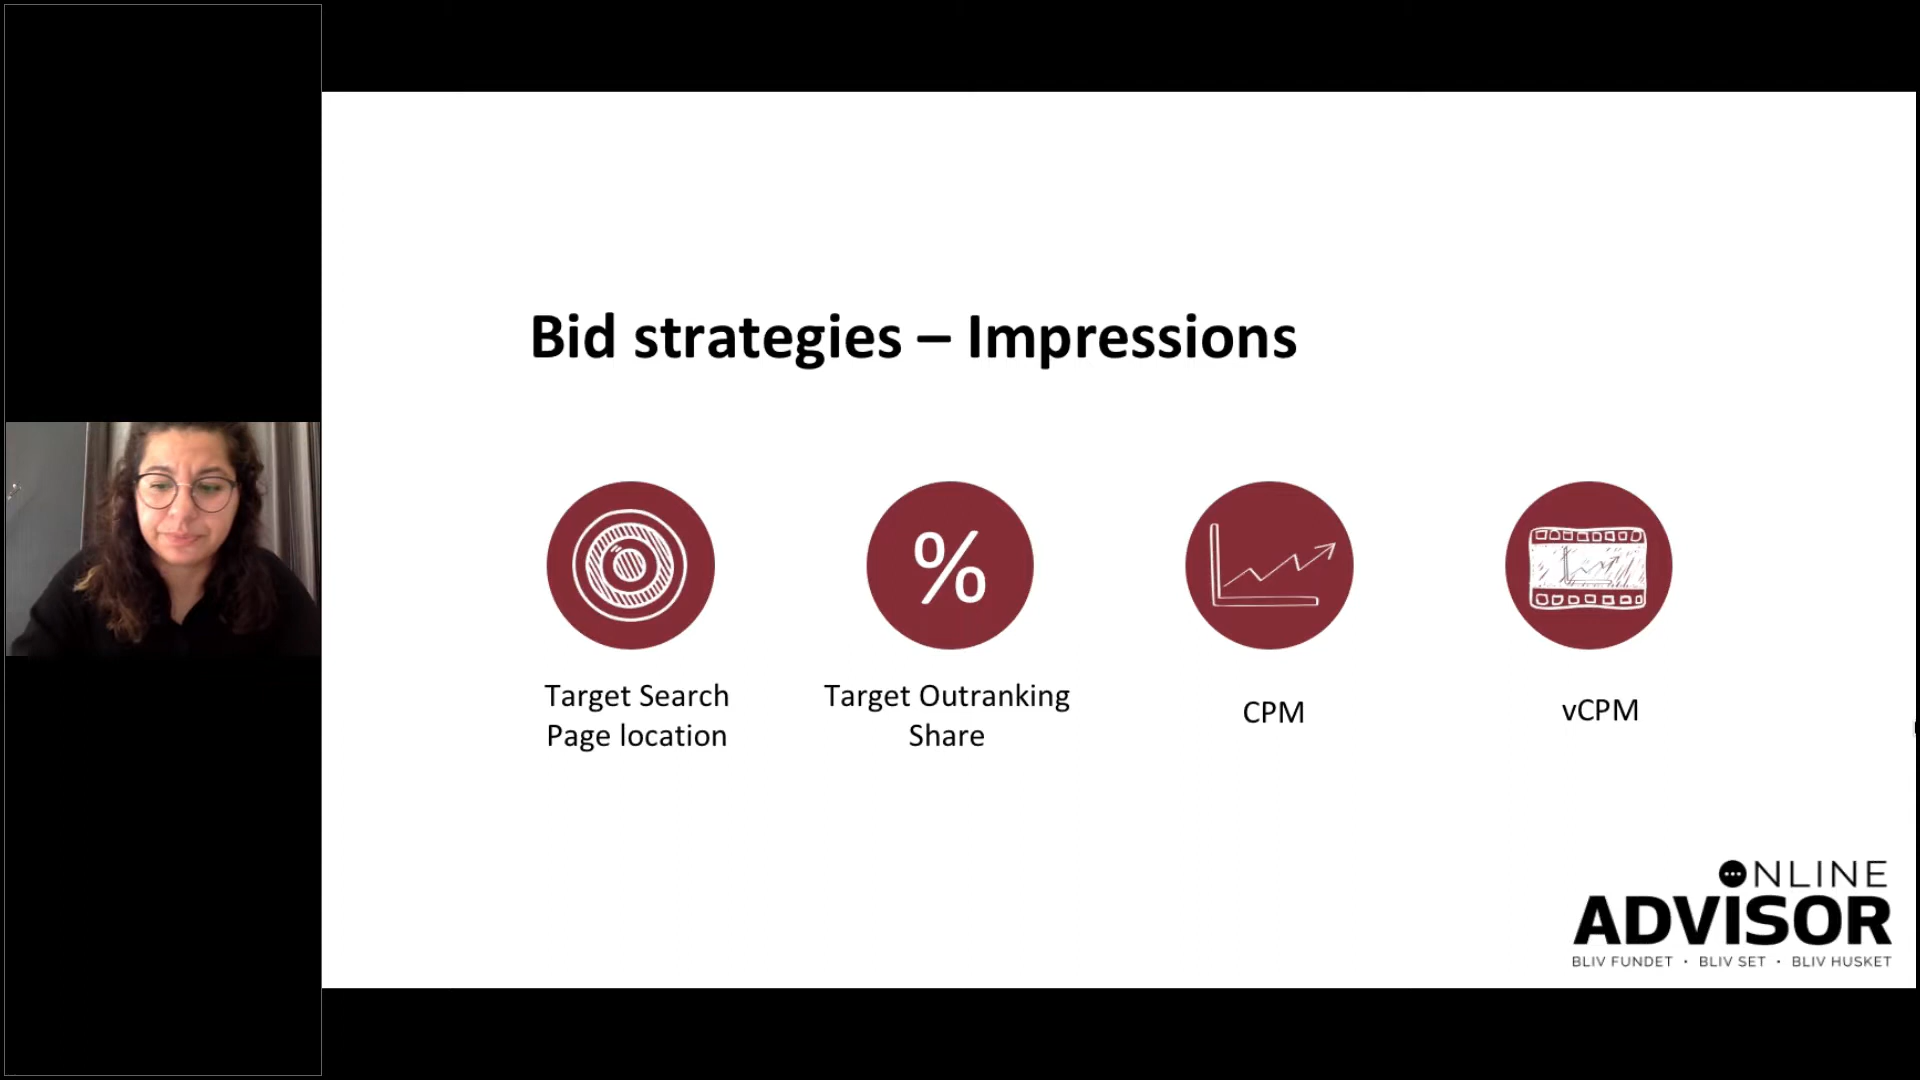 Bid strategies – Impressions
%
Target Search
Page location
Target Outranking
Share
CPM
vCPM
ONLINE
ADVISOR
BLIV FUNDET • BLIV SET • BLIV HUSKET